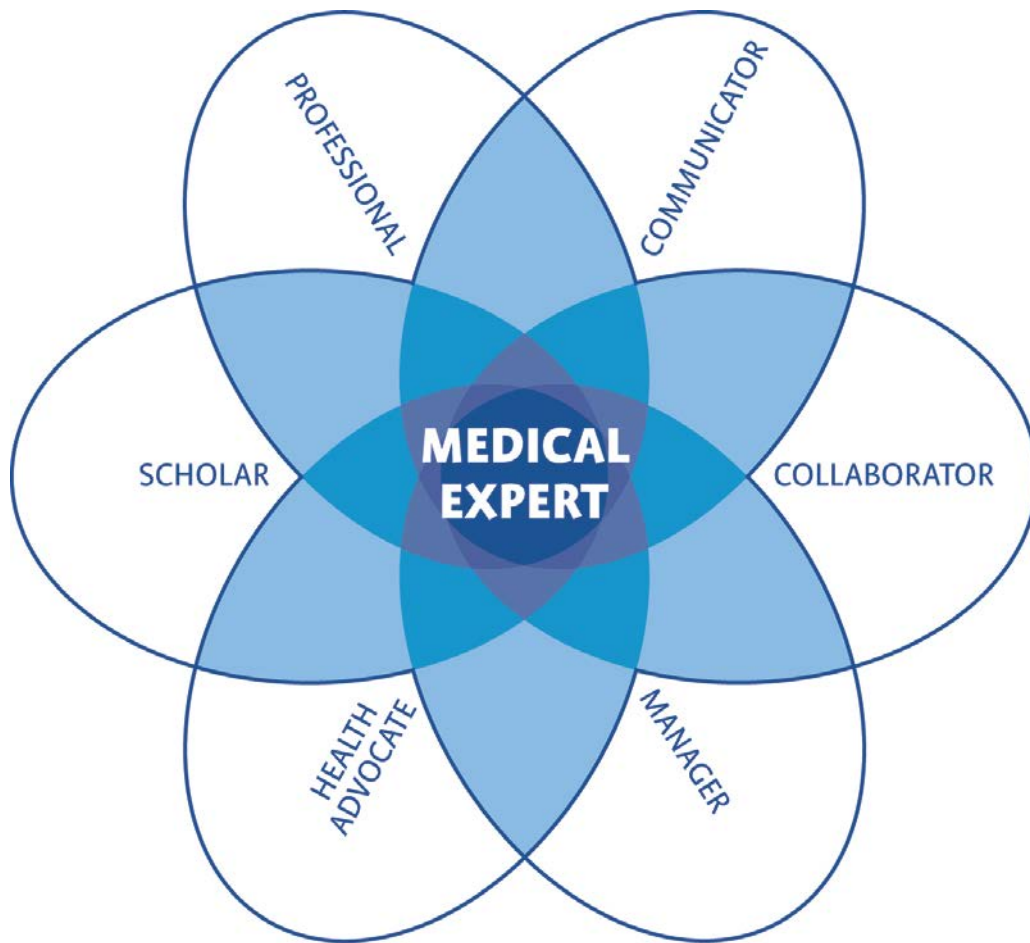 PROFESSIONAL
COMMUNICATOR
SCHOLAR
MEDICAL
EXPERT
COLLABORATOR
HEALTH
ADVOCATE
MANAGER